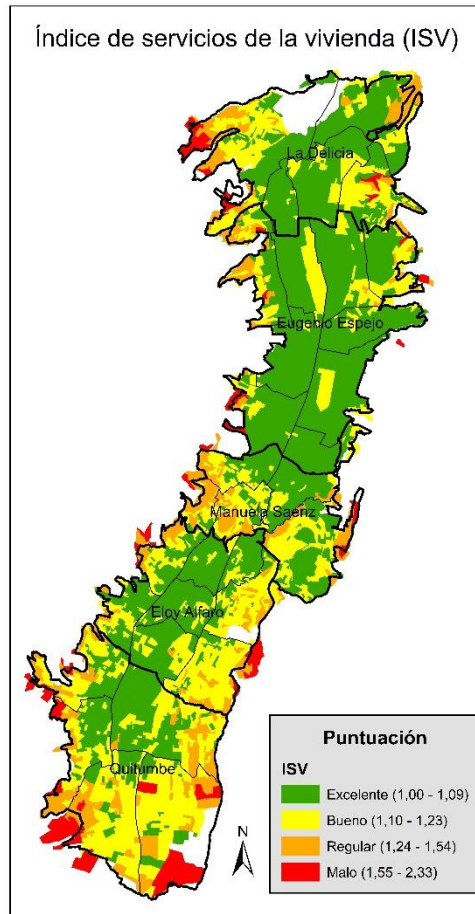 Índice de servicios de la vivienda (ISV)
La Delicia
Eugenio Espejo
Manuela Saenz
Eloy Alfaro
Quitumbe
N
Puntuación
ISV
Excelente (1,00 - 1,09)
Bueno (1,10 - 1,23)
Regular (1,24 - 1,54)
Malo (1,55 - 2,33)